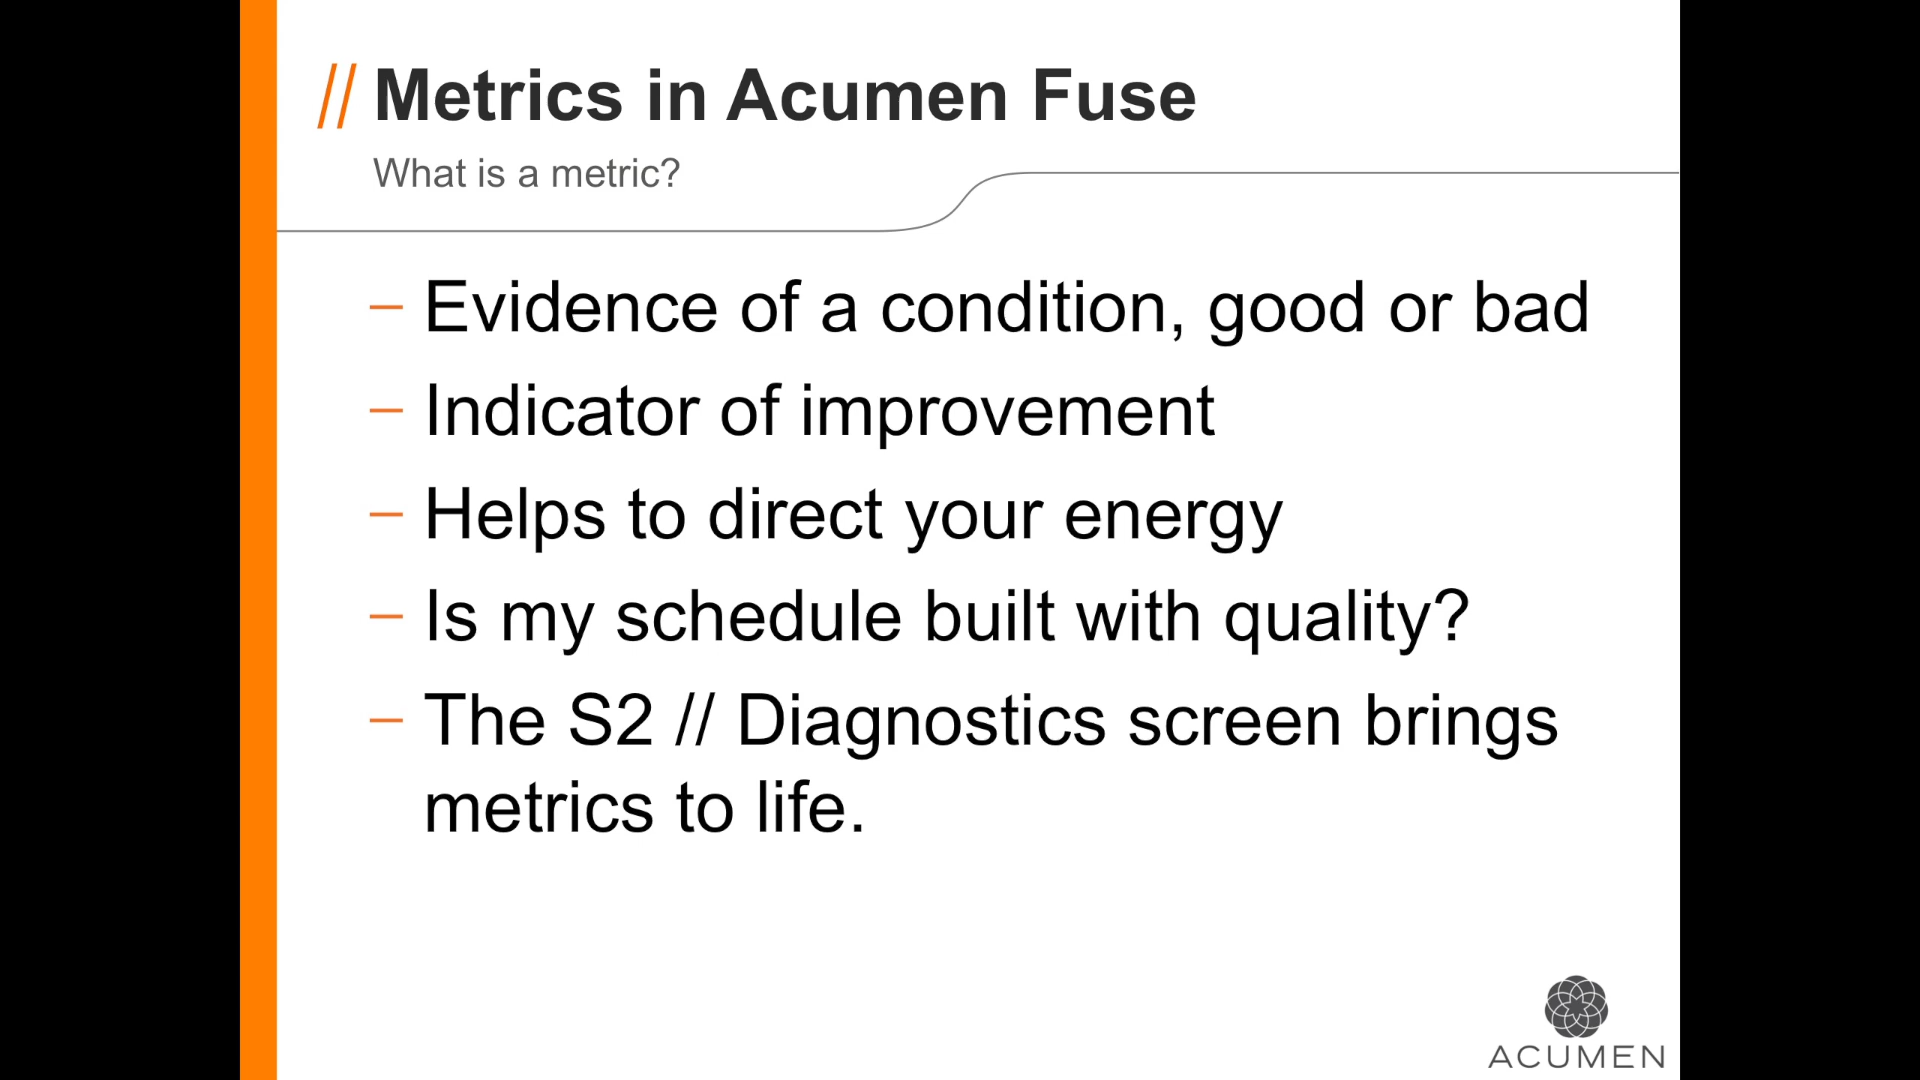 // Metrics in Acumen Fuse
What is a metric?
– Evidence of a condition, good or bad
– Indicator of improvement
– Helps to direct your energy
– Is my schedule built with quality?
– The S2 // Diagnostics screen brings
metrics to life.
ACUMEN